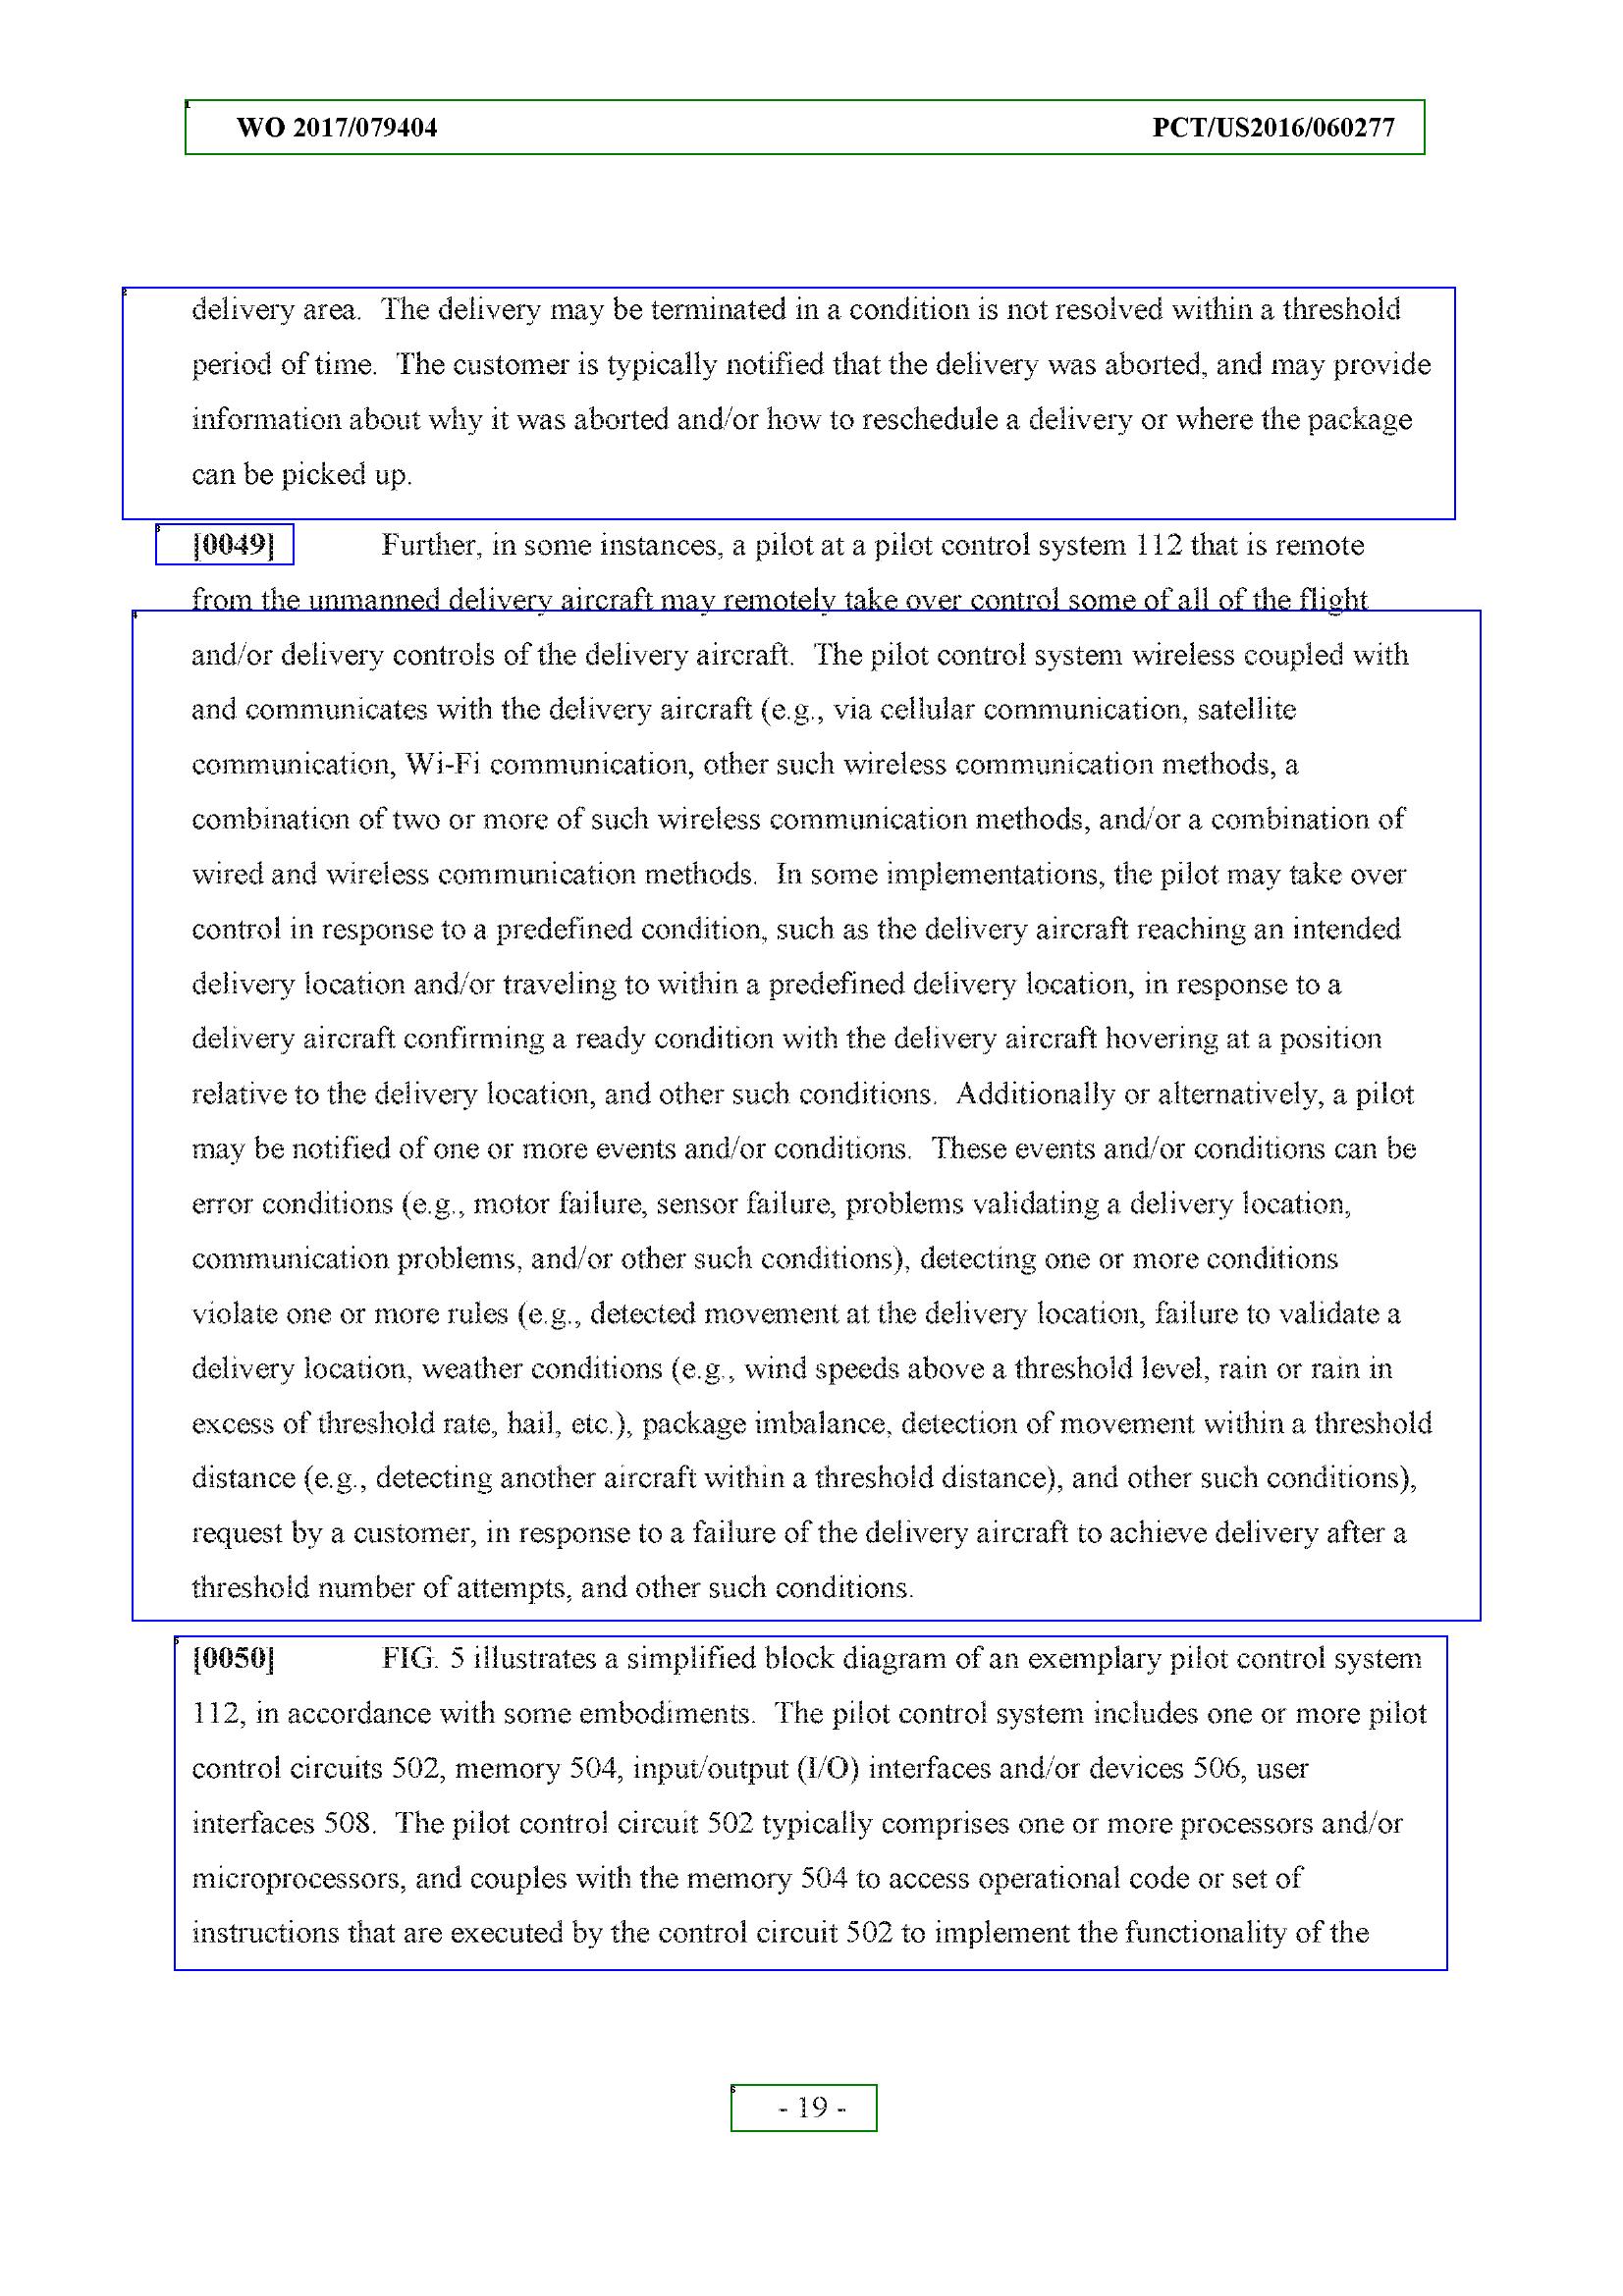 WO 2017/079404 PCT/US2016/060277
delivery area. The delivery may be terminated in a condition is not resolved within a threshold
period of time. The customer is typically notified that the delivery was aborted, and may provide
information about why it was aborted and/or how to reschedule a delivery or where the package
can be picked up.
[0049] Further, in some instances, a pilot at a pilot control system 112 that is remote
from the unmanned delivery aircraft may remotely take over control some of all of the flight
and/or delivery controls of the delivery aircraft. The pilot control system wireless coupled with
and communicates with the delivery aircraft (e.g., via cellular communication, satellite
communication, Wi-Fi communication, other such wireless communication methods, a
combination of two or more of such wireless communication methods, and/or a combination of
wired and wireless communication methods. In some implementations, the pilot may take over
control in response to a predefined condition, such as the delivery aircraft reaching an intended
delivery location and/or traveling to within a predefined delivery location, in response to a
delivery aircraft confirming a ready condition with the delivery aircraft hovering at a position
relative to the delivery location, and other such conditions. Additionally or alternatively, a pilot
may be notified of one or more events and/or conditions. These events and/or conditions can be
error conditions (e.g., motor failure, sensor failure, problems validating a delivery location,
communication problems, and/or other such conditions), detecting one or more conditions
violate one or more rules (e.g., detected movement at the delivery location, failure to validate a
delivery location, weather conditions (e.g., wind speeds above a threshold level, rain or rain in
excess of threshold rate, hail, etc.), package imbalance, detection of movement within a threshold
distance (e.g., detecting another aircraft within a threshold distance), and other such conditions),
request by a customer, in response to a failure of the delivery aircraft to achieve delivery after a
threshold number of attempts, and other such conditions.
[0050] FIG. 5 illustrates a simplified block diagram of an exemplary pilot control system
112, in accordance with some embodiments. The pilot control system includes one or more pilot
control circuits 502, memory 504, input/output (I/O) interfaces and/or devices 506, user
interfaces 508. The pilot control circuit 502 typically comprises one or more processors and/or
microprocessors, and couples with the memory 504 to access operational code or set of
instructions that are executed by the control circuit 502 to implement the functionality of the
- 19 -